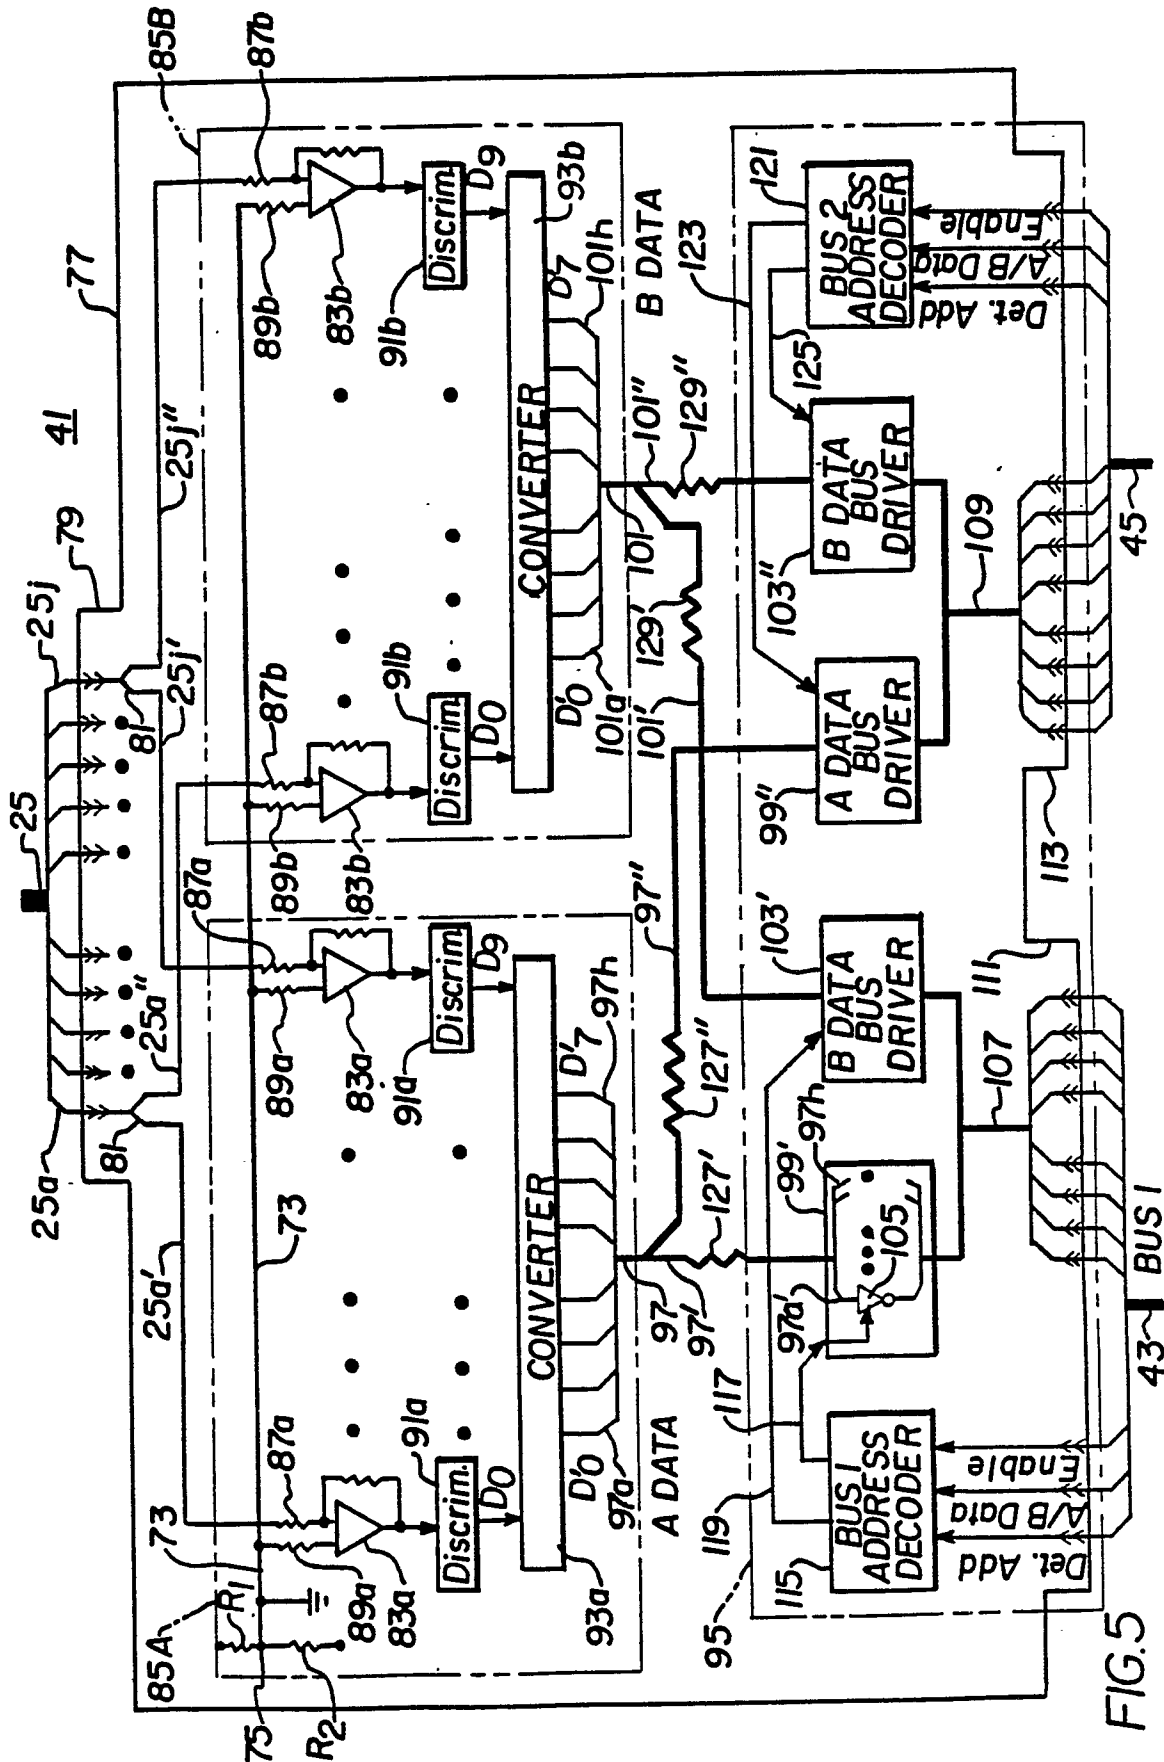 41
25
79
77
25a
25j
81
81
25a'
25a"
25j'
25j"
85A
73
73
75
R1
R2
87a
87a
87b
87b
85B
89a
89a
89b
89b
83a
83a
83b
83b
91a
91a
91b
91b
Discrim.
Discrim.
Discrim.
Discrim.
D0
D9
D0
D9
CONVERTER
CONVERTER
93a
93b
D'0
D'7
D'0
D'7
97a
97h
101a
101h
A DATA
B DATA
97
97'
97"
101
101'
101"
127'
127"
129'
129"
95
119
117
115
BUS 1
ADDRESS
DECODER
97a'
99'
97h
105
B DATA
BUS
DRIVER
103'
99"
A DATA
BUS
DRIVER
103"
B DATA
BUS
DRIVER
125
123
BUS 2
ADDRESS
DECODER
121
Det. Add
A/B Data
Enable
Det. Add
A/B Data
Enable
107
109
111
113
43
BUS 1
45
FIG.5